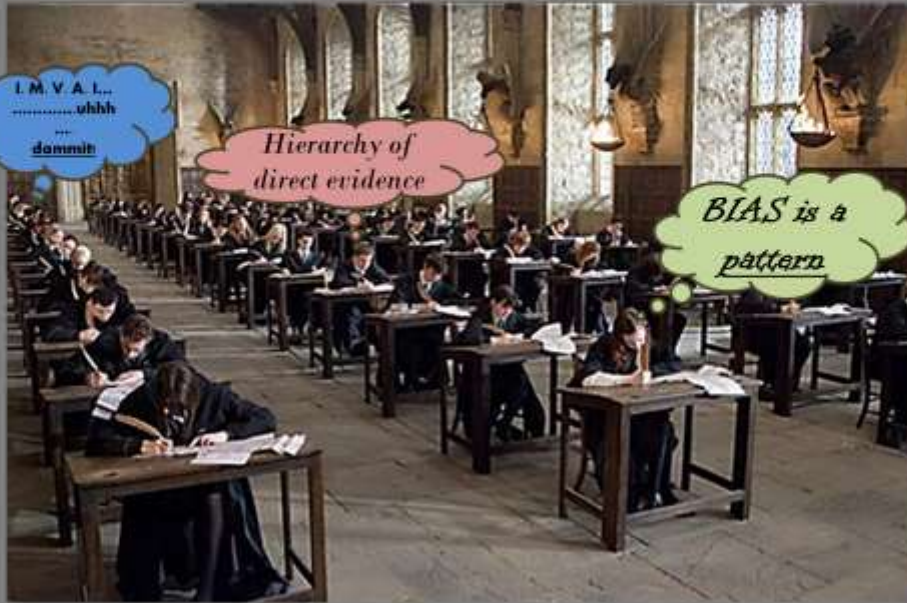 I. M. V. A. I...
.............uhhh
...
dammit!
Hierarchy of
direct evidence
BIAS is a
pattern